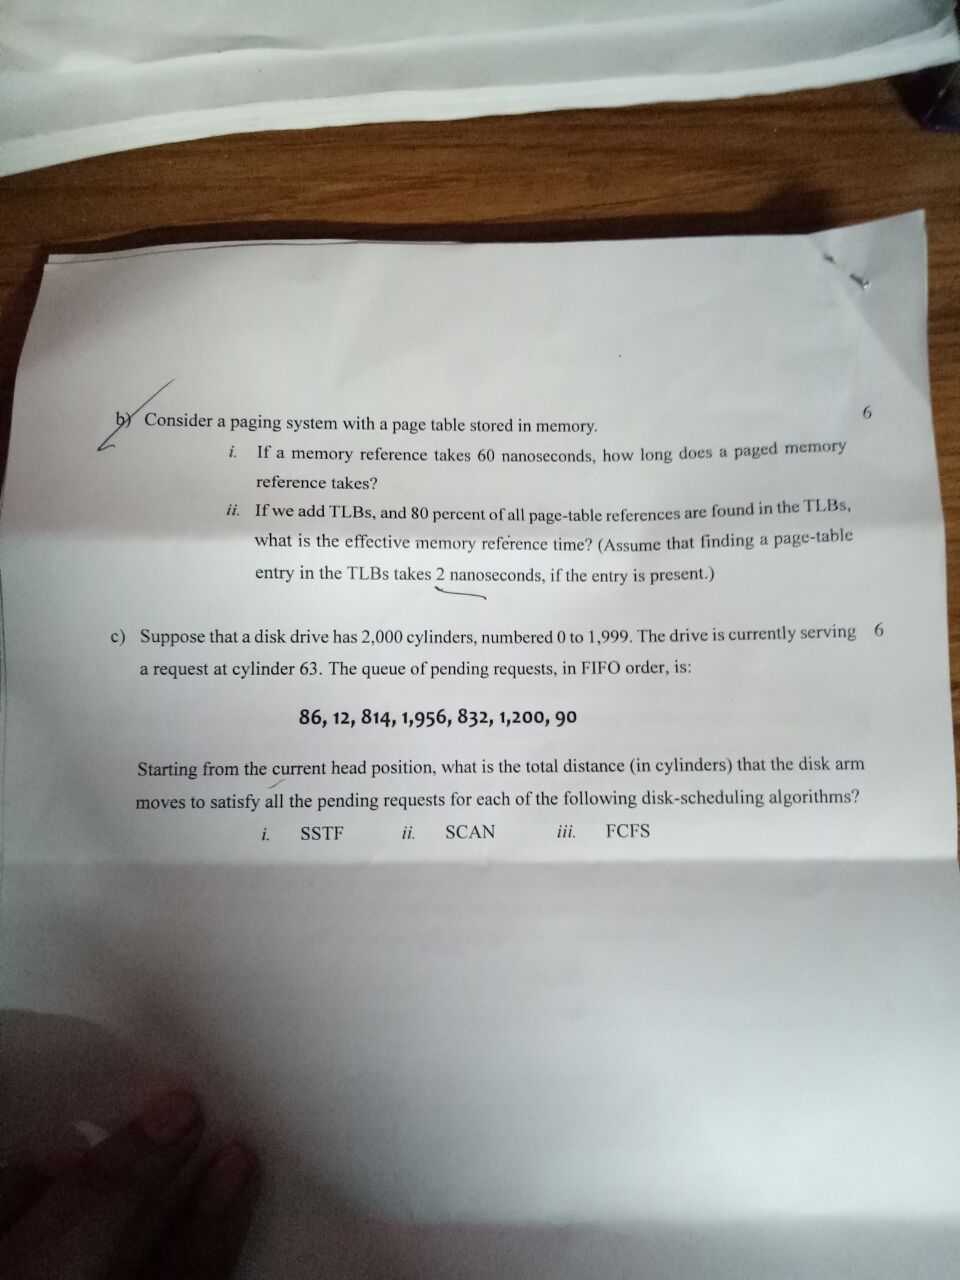 b) Consider a paging system with a page table stored in memory. 6
i. If a memory reference takes 60 nanoseconds, how long does a paged memory
reference takes?
ii. If we add TLBs, and 80 percent of all page-table references are found in the TLBs,
what is the effective memory reference time? (Assume that finding a page-table
entry in the TLBs takes 2 nanoseconds, if the entry is present.)
c) Suppose that a disk drive has 2,000 cylinders, numbered 0 to 1,999. The drive is currently serving 6
a request at cylinder 63. The queue of pending requests, in FIFO order, is:
86, 12, 814, 1,956, 832, 1,200, 90
Starting from the current head position, what is the total distance (in cylinders) that the disk arm
moves to satisfy all the pending requests for each of the following disk-scheduling algorithms?
i. SSTF ii. SCAN iii. FCFS